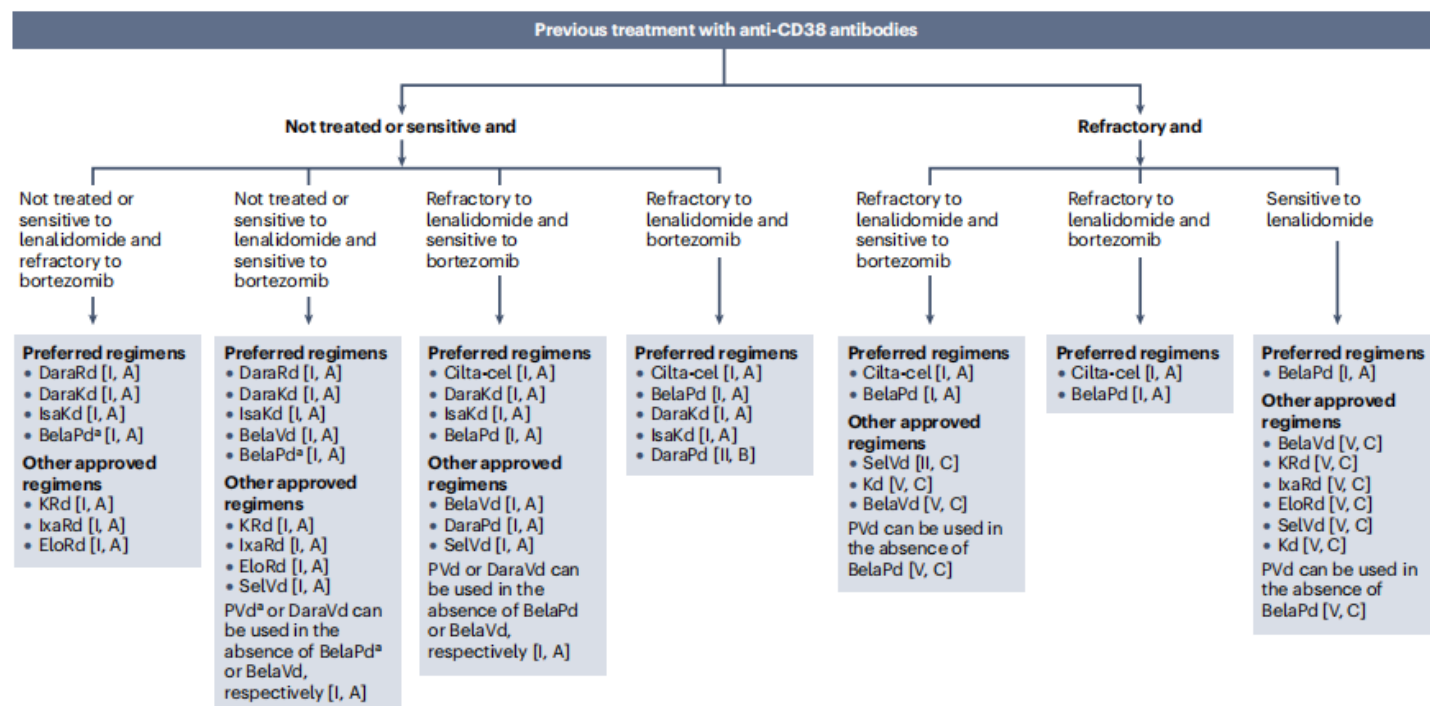 Previous treatment with anti-CD38 antibodies
Not treated or sensitive and
Refractory and
Not treated or
sensitive to
lenalidomide and
refractory to
bortezomib
Not treated or
sensitive to
lenalidomide and
sensitive to
bortezomib
Refractory to
lenalidomide and
sensitive to
bortezomib
Refractory to
lenalidomide and
bortezomib
Refractory to
lenalidomide and
sensitive to
bortezomib
Refractory to
lenalidomide and
bortezomib
Sensitive to
lenalidomide
Preferred regimens
• DaraRd [I, A]
• DaraKd [I, A]
• IsaKd [I, A]
• BelaPdᵃ [I, A]
Other approved
regimens
• KRd [I, A]
• IxaRd [I, A]
• EloRd [I, A]
Preferred regimens
• DaraRd [I, A]
• DaraKd [I, A]
• IsaKd [I, A]
• BelaVd [I, A]
• BelaPdᵃ [I, A]
Other approved
regimens
• KRd [I, A]
• IxaRd [I, A]
• EloRd [I, A]
• SelVd [I, A]
PVdᵃ or DaraVd can
be used in the
absence of BelaPdᵃ
or BelaVd,
respectively [I, A]
Preferred regimens
• Cilta-cel [I, A]
• DaraKd [I, A]
• IsaKd [I, A]
• BelaPd [I, A]
Other approved
regimens
• BelaVd [I, A]
• DaraPd [I, A]
• SelVd [I, A]
PVd or DaraVd can
be used in the
absence of BelaPd
or BelaVd,
respectively [I, A]
Preferred regimens
• Cilta-cel [I, A]
• BelaPd [I, A]
• DaraKd [I, A]
• IsaKd [I, A]
• DaraPd [II, B]
Preferred regimens
• Cilta-cel [I, A]
• BelaPd [I, A]
Other approved
regimens
• SelVd [II, C]
• Kd [V, C]
• BelaVd [V, C]
PVd can be used in
the absence of
BelaPd [V, C]
Preferred regimens
• Cilta-cel [I, A]
• BelaPd [I, A]
Preferred regimens
• BelaPd [I, A]
Other approved
regimens
• BelaVd [V, C]
• KRd [V, C]
• IxaRd [V, C]
• EloRd [V, C]
• SelVd [V, C]
• Kd [V, C]
PVd can be used in
the absence of
BelaPd [V, C]